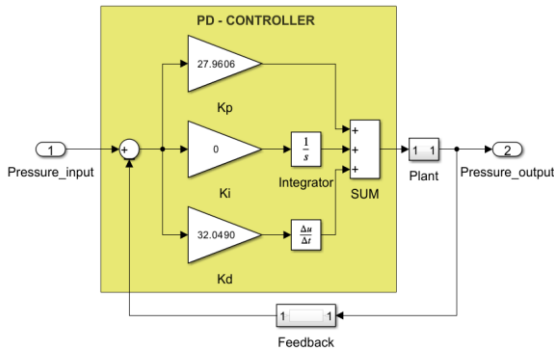 PD - CONTROLLER
27.9606
Kp
1
Pressure_input
+
0
Ki
1
s
Integrator
+
+
+
SUM
1 1
Plant
2
Pressure_output
32.0490
Kd
Δu
Δt
1 1
Feedback